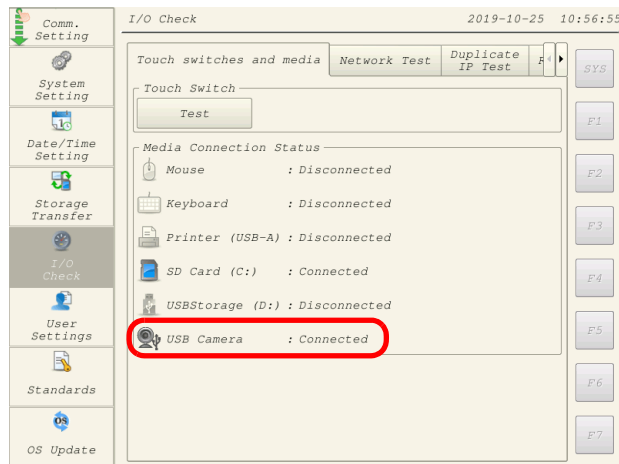 I/O Check
2019-10-25 10:56:55
Comm.
Setting
System
Setting
Date/Time
Setting
Storage
Transfer
I/O
Check
User
Settings
Standards
OS
OS Update
Touch switches and media
Network Test
Duplicate
IP Test
Touch Switch
Test
Media Connection Status
Mouse : Disconnected
Keyboard : Disconnected
Printer (USB-A) : Disconnected
SD Card (C:) : Connected
USBStorage (D:) : Disconnected
USB Camera : Connected
SYS
F1
F2
F3
F4
F5
F6
F7